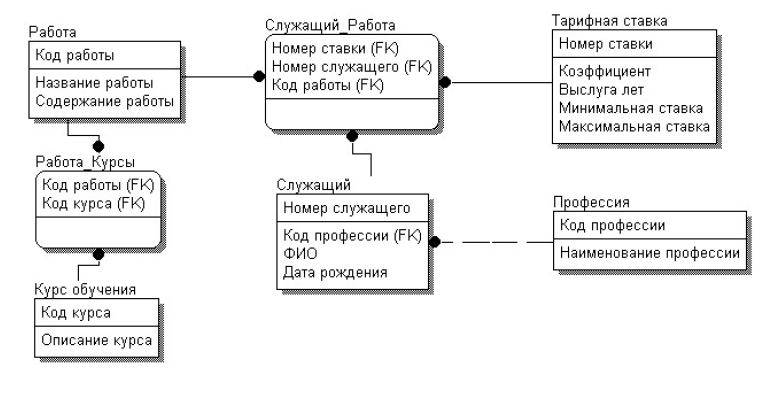 Работа
Код работы
Название работы
Содержание работы
Служащий_Работа
Номер ставки (FK)
Номер служащего (FK)
Код работы (FK)
Тарифная ставка
Номер ставки
Коэффициент
Выслуга лет
Минимальная ставка
Максимальная ставка
Работа_Курсы
Код работы (FK)
Код курса (FK)
Служащий
Номер служащего
Код профессии (FK)
ФИО
Дата рождения
Профессия
Код профессии
Наименование профессии
Курс обучения
Код курса
Описание курса